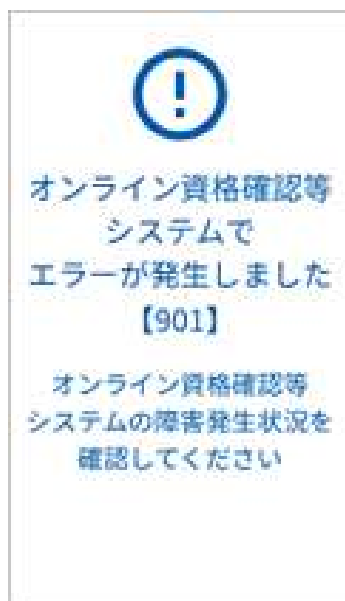 オンライン資格確認等
システムで
エラーが発生しました
【901】
オンライン資格確認等
システムの障害発生状況を
確認してください